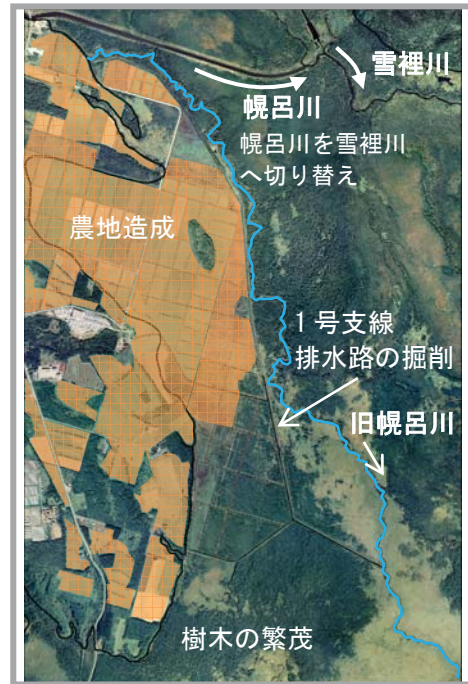 雪裡川
幌呂川
幌呂川を雪裡川
へ切り替え
農地造成
1号支線
排水路の掘削
旧幌呂川
樹木の繁茂